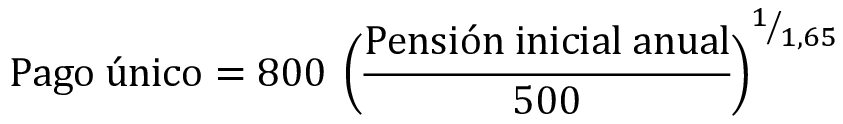 Pago único = 800 (Pensión inicial anual / 500)^1/1,65